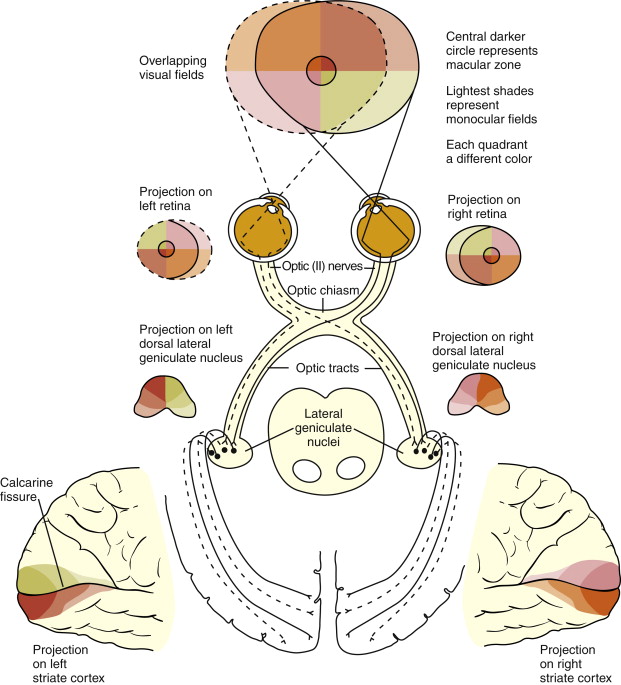 Overlapping
visual fields
Central darker
circle represents
macular zone
Lightest shades
represent
monocular fields
Each quadrant
a different color
Projection on
left retina
Projection on
right retina
Optic (II) nerves
Optic chiasm
Projection on left
dorsal lateral
geniculate nucleus
Projection on right
dorsal lateral
geniculate nucleus
Optic tracts
Lateral
geniculate
nuclei
Calcarine
fissure
Projection
on left
striate cortex
Projection
on right
striate cortex